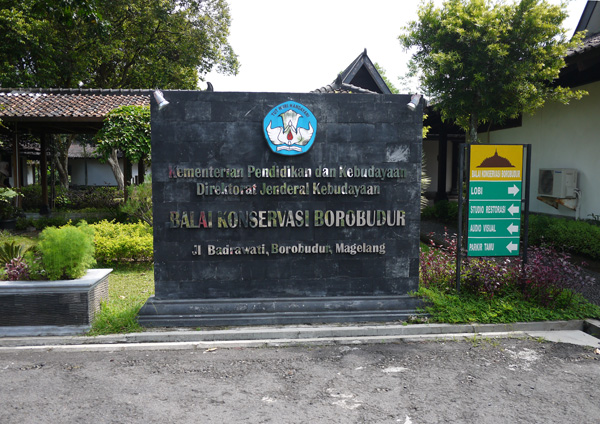 Kementerian Pendidikan dan Kebudayaan
Direktorat Jenderal Kebudayaan
BALAI KONSERVASI BOROBUDUR
Jl Badrawati, Borobudur, Magelang
BALAI KONSERVASI BOROBUDUR
LOBI
STUDIO RESTORASI
AUDIO VISUAL
PARKIR TAMU